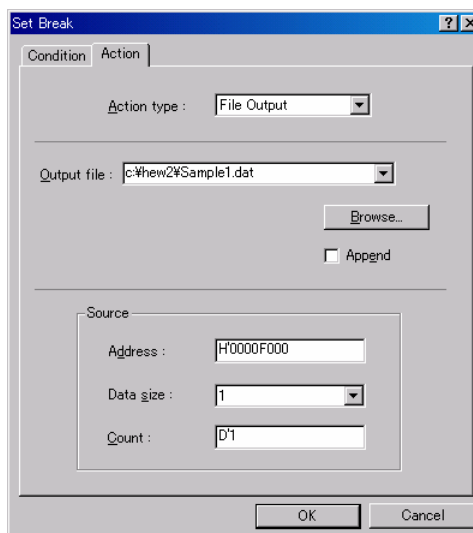 Set Break
Condition Action
Action type : File Output
Output file : c:¥hew2¥Sample1.dat
Browse...
Append
Source
Address : H'0000F000
Data size : 1
Count : D'1
OK Cancel